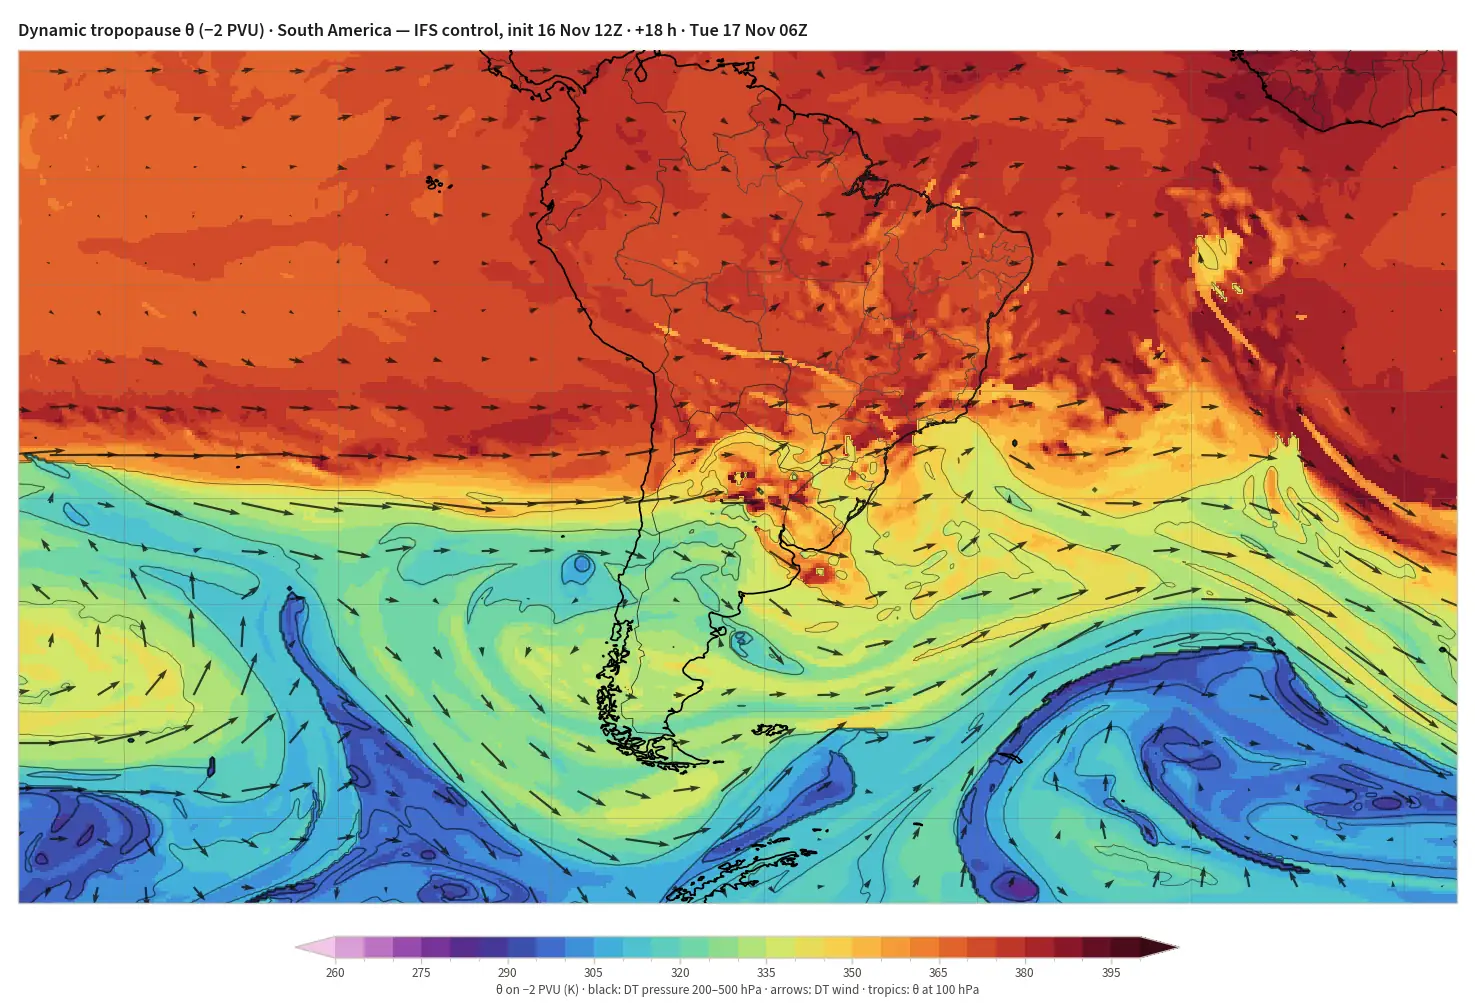 Dynamic tropopause θ (−2 PVU) · South America — IFS control, init 16 Nov 12Z · +18 h · Tue 17 Nov 06Z
260 275 290 305 320 335 350 365 380 395
θ on −2 PVU (K) · black: DT pressure 200–500 hPa · arrows: DT wind · tropics: θ at 100 hPa